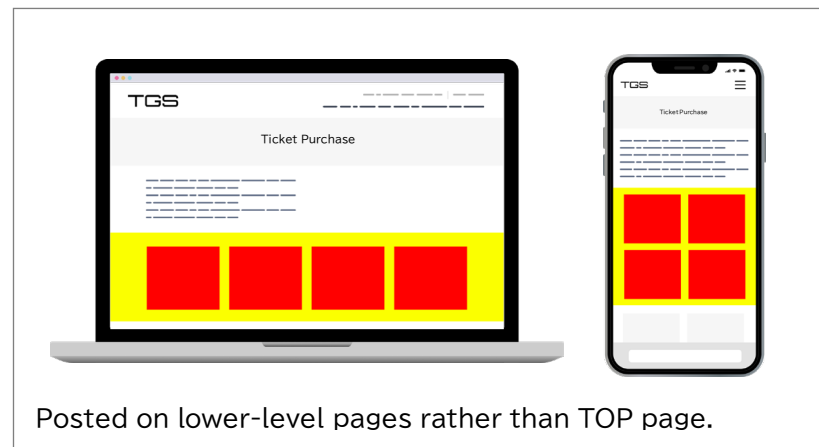 TGS
Ticket Purchase
TGS
Ticket Purchase
Posted on lower-level pages rather than TOP page.